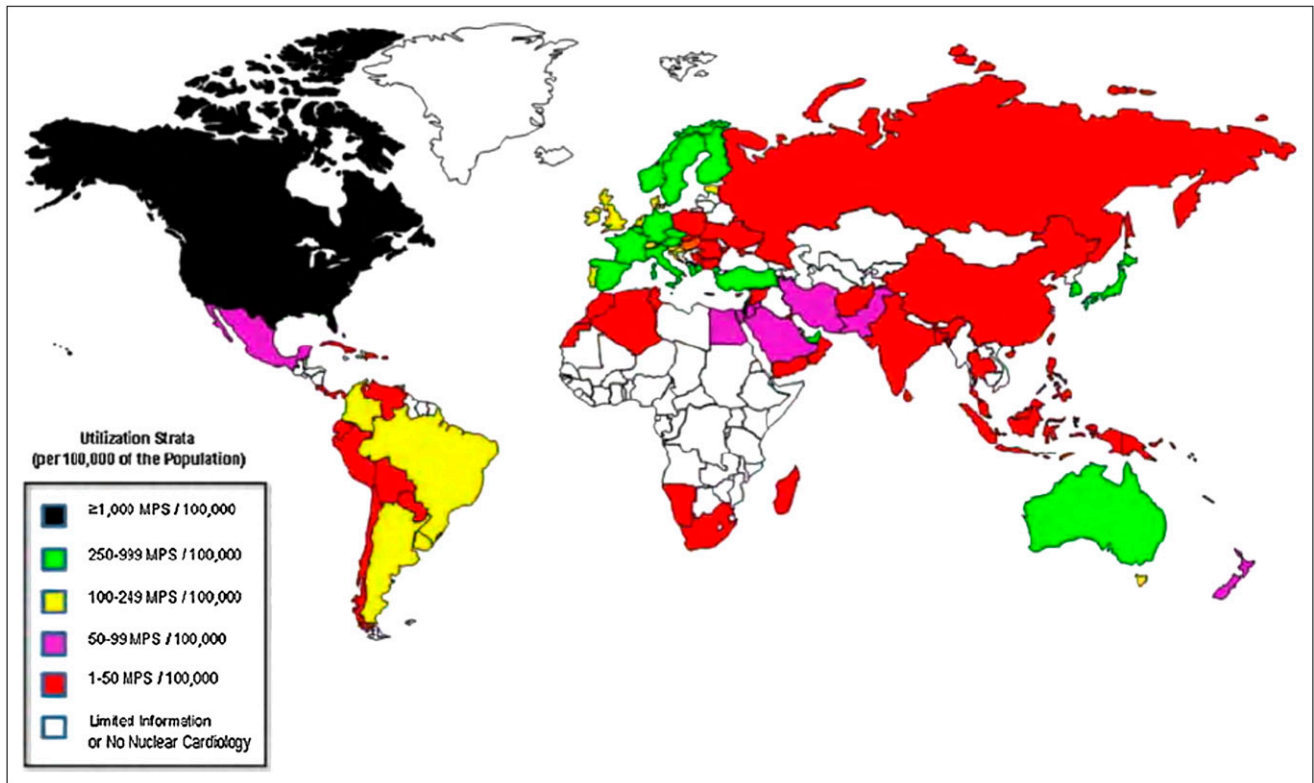 Utilization Strata
(per 100,000 of the Population)
≥1,000 MPS / 100,000
250-999 MPS / 100,000
100-249 MPS / 100,000
50-99 MPS / 100,000
1-50 MPS / 100,000
Limited Information
or No Nuclear Cardiology